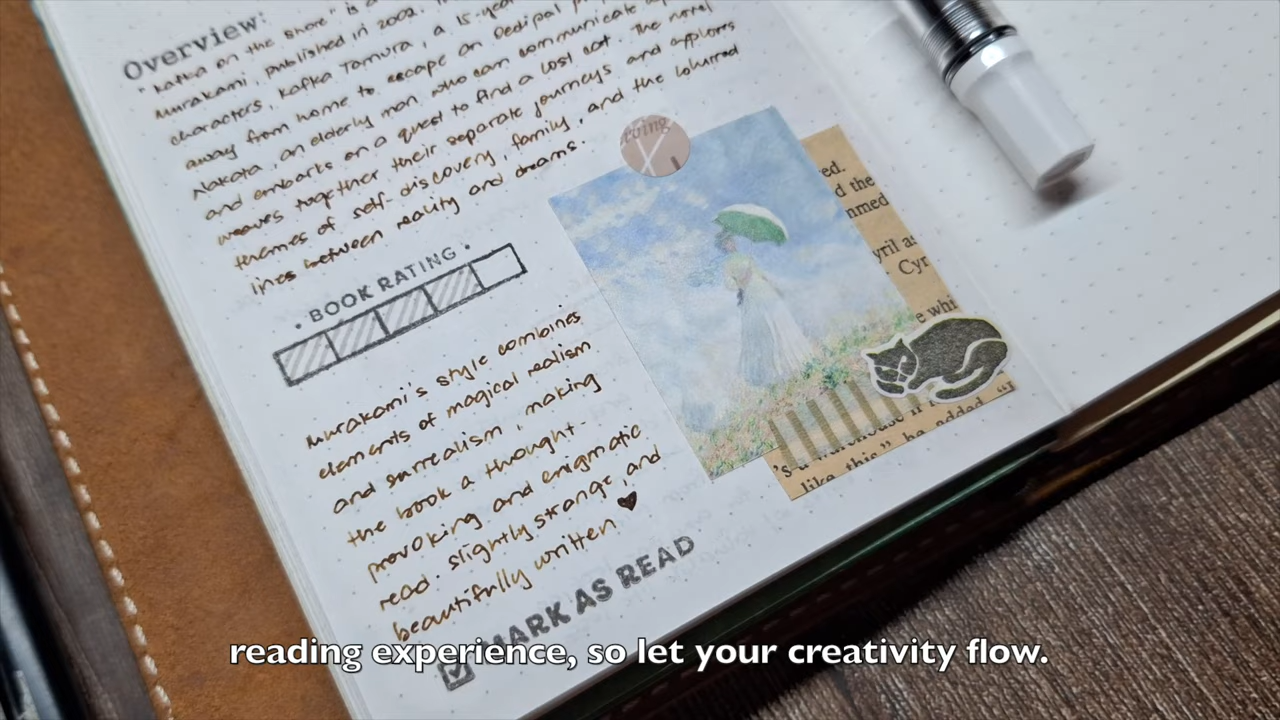 Overview:
"Kafka on the shore" is a
Murakami, published in 2002.
characters, Kafka Tamura, a 15-year
away from home to escape an Oedipal
Nakata, an elderly man, who can communicate
and embarks on a quest to find a lost cat. The novel
weaves together their separate journeys and explores
themes of self-discovery, family, and the blurred
lines between reality and dreams.
• BOOK RATING •
Murakami's style combines
elements of magical realism
and surrealism, making
the book a thought-
provoking and enigmatic
read. slightly strange, and
beautifully written ♥
MARK AS READ
ed.
d the
nmed
yril as
Cyr
e whi
like this," he added. "I
reading experience, so let your creativity flow.